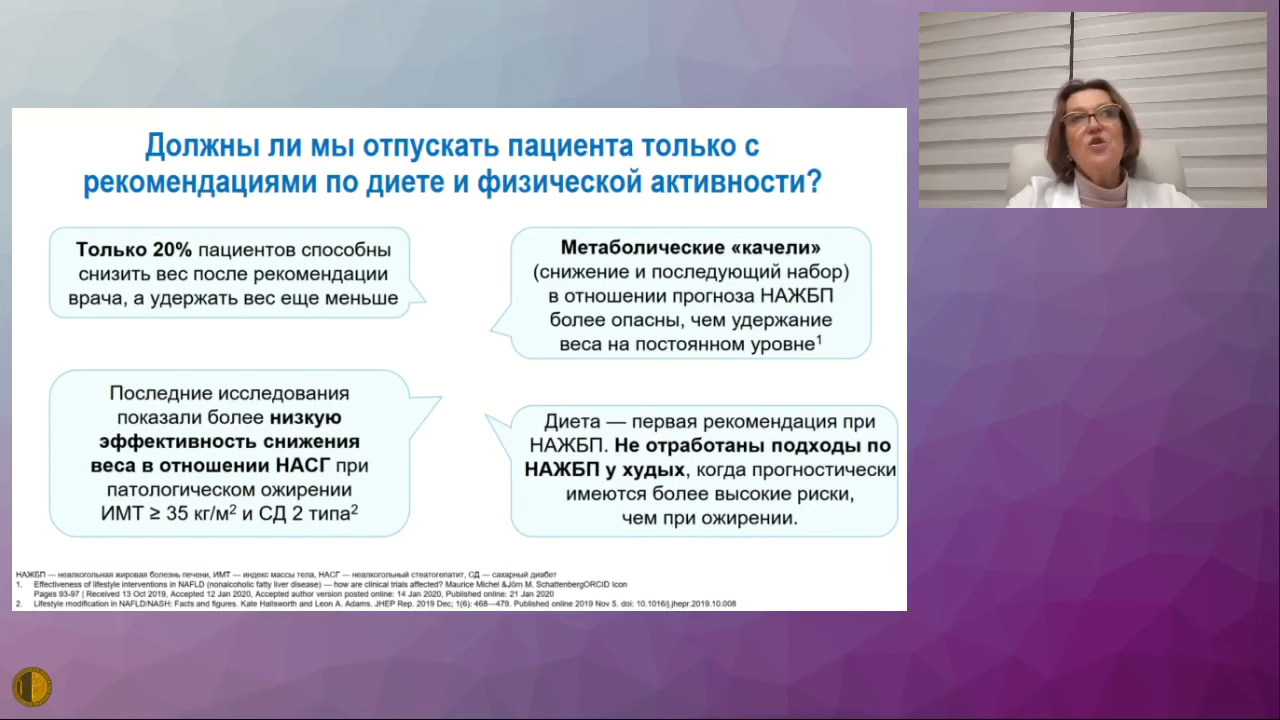 Должны ли мы отпускать пациента только с
рекомендациями по диете и физической активности?
Только 20% пациентов способны
снизить вес после рекомендации
врача, а удержать вес еще меньше
Метаболические «качели»
(снижение и последующий набор)
в отношении прогноза НАЖБП
более опасны, чем удержание
веса на постоянном уровне¹
Последние исследования
показали более низкую
эффективность снижения
веса в отношении НАСГ при
патологическом ожирении
ИМТ ≥ 35 кг/м² и СД 2 типа²
Диета — первая рекомендация при
НАЖБП. Не отработаны подходы по
НАЖБП у худых, когда прогностически
имеются более высокие риски,
чем при ожирении.
НАЖБП — неалкогольная жировая болезнь печени, ИМТ — индекс массы тела, НАСГ — неалкогольный стеатогепатит, СД — сахарный диабет
1. Effectiveness of lifestyle interventions in NAFLD (nonalcoholic fatty liver disease) — how are clinical trials affected? Maurice Michel &Jörn M. SchattenbergORCID Icon
Pages 93-97 | Received 13 Oct 2019, Accepted 12 Jan 2020, Accepted author version posted online: 14 Jan 2020, Published online: 21 Jan 2020
2. Lifestyle modification in NAFLD/NASH: Facts and figures. Kate Hallsworth and Leon A. Adams. JHEP Rep. 2019 Dec; 1(6): 468—479. Published online 2019 Nov 5. doi: 10.1016/j.jhepr.2019.10.008